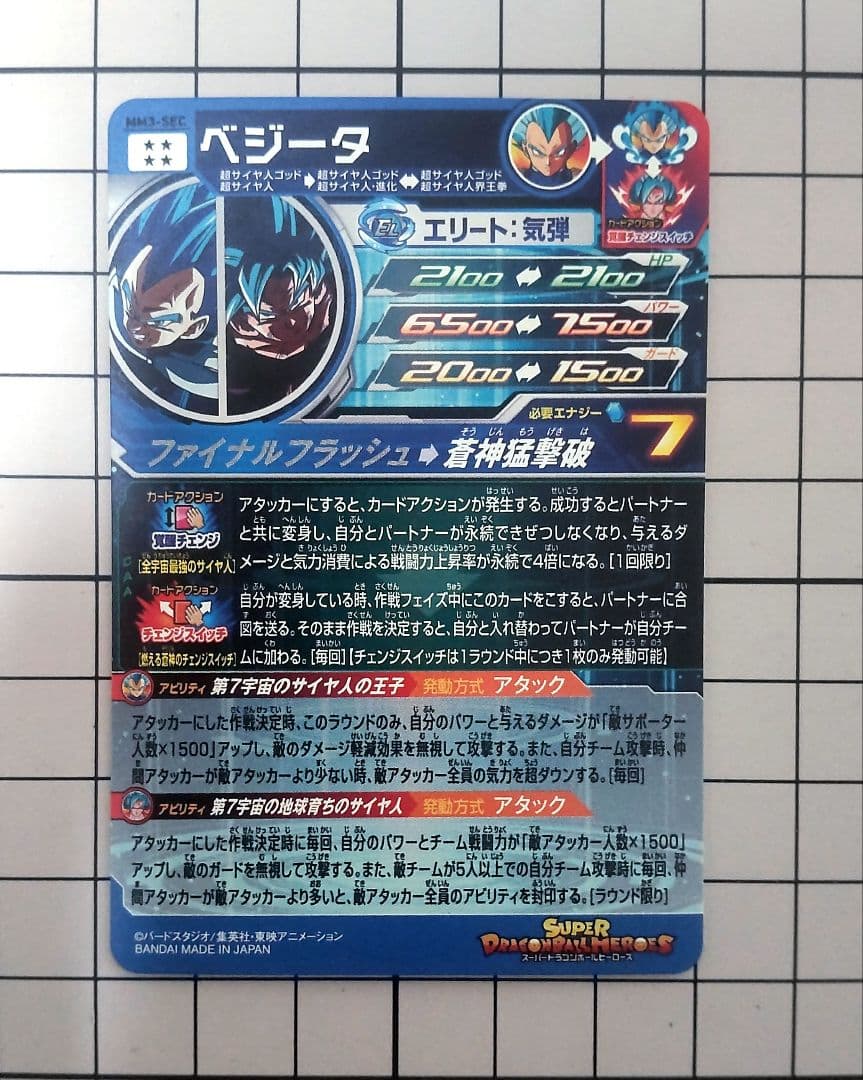 MM3-SEC
ベジータ
超サイヤ人ゴッド 超サイヤ人 ➡ 超サイヤ人ゴッド 超サイヤ人・進化 ⬌ 超サイヤ人ゴッド 超サイヤ人界王拳
カードアクション
覚醒チェンジスイッチ
EL エリート:気弾
HP
2100 2100
パワー
6500 7500
ガード
2000 1500
必要エナジー 7
そうじんもうげきは
ファイナルフラッシュ➡蒼神猛撃破
カードアクション
覚醒チェンジ
[全宇宙最強のサイヤ人]
アタッカーにすると、カードアクションが発生する。成功するとパートナー
と共に変身し、自分とパートナーが永続できぜつしなくなり、与えるダ
メージと気力消費による戦闘力上昇率が永続で4倍になる。[1回限り]
CAA
カードアクション
チェンジスイッチ
[燃える蒼神のチェンジスイッチ]
自分が変身している時、作戦フェイズ中にこのカードをこすると、パートナーに合
図を送る。そのまま作戦を決定すると、自分と入れ替わってパートナーが自分チー
ムに加わる。[毎回]【チェンジスイッチは1ラウンド中につき1枚のみ発動可能】
アビリティ 第7宇宙のサイヤ人の王子 発動方式 アタック
アタッカーにした作戦決定時、このラウンドのみ、自分のパワーと与えるダメージが「敵サポーター
人数×1500」アップし、敵のダメージ軽減効果を無視して攻撃する。また、自分チーム攻撃時、仲
間アタッカーが敵アタッカーより少ない時、敵アタッカー全員の気力を超ダウンする。[毎回]
アビリティ 第7宇宙の地球育ちのサイヤ人 発動方式 アタック
アタッカーにした作戦決定時に毎回、自分のパワーとチーム戦闘力が「敵アタッカー人数×1500」
アップし、敵のガードを無視して攻撃する。また、敵チームが5人以上での自分チーム攻撃時に毎回、仲
間アタッカーが敵アタッカーより多いと、敵アタッカー全員のアビリティを封印する。[ラウンド限り]
©バードスタジオ/集英社・東映アニメーション
BANDAI MADE IN JAPAN
SUPER
DRAGONBALL HEROES
スーパードラゴンボールヒーローズ